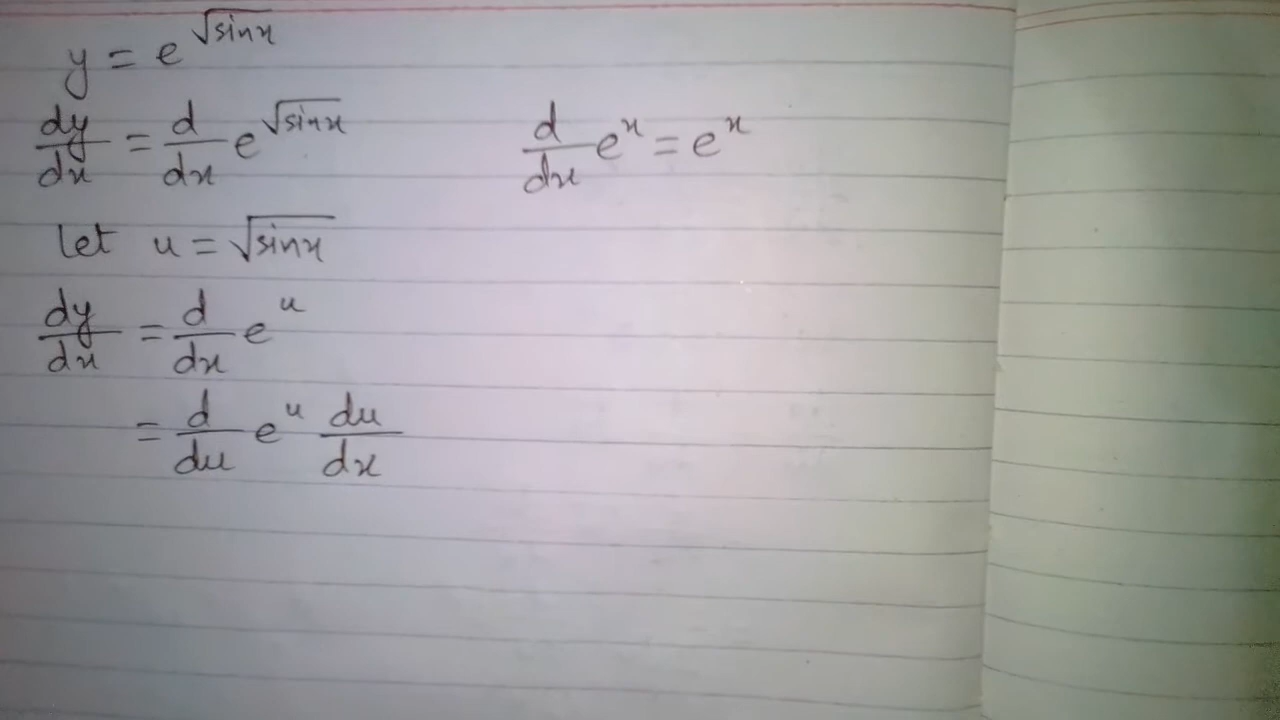 y = e^√sinx
dy/dx = d/dx e^√sinx
d/dx e^x = e^x
Let u = √sinx
dy/dx = d/dx e^u
= d/du e^u du/dx